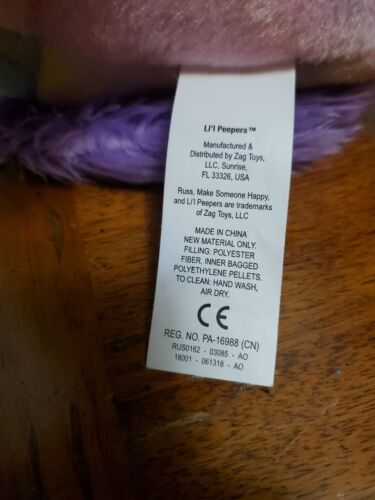 Li'l Peepers™
Manufactured &
Distributed by Zag Toys,
LLC, Sunrise,
FL 33326, USA
Russ, Make Someone Happy,
and Li'l Peepers are trademarks
of Zag Toys, LLC
MADE IN CHINA
NEW MATERIAL ONLY.
FILLING: POLYESTER
FIBER, INNER BAGGED
POLYETHYLENE PELLETS.
TO CLEAN: HAND WASH,
AIR DRY.
CE
REG. NO. PA-16988 (CN)
RUS0162 - 03085 - AO
18001 - 061318 - AO